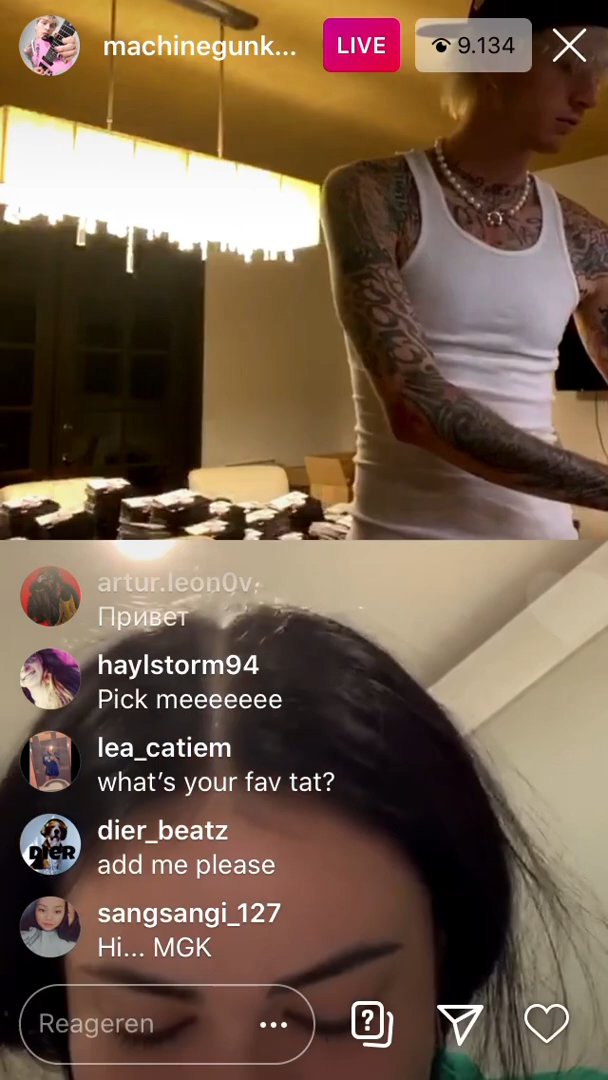 machinegunk...
LIVE
9.134
artur.leon0v.
Привет
haylstorm94
Pick meeeeeee
lea_catiem
what's your fav tat?
dier_beatz
add me please
DIER
sangsangi_127
Hi... MGK
Reageren